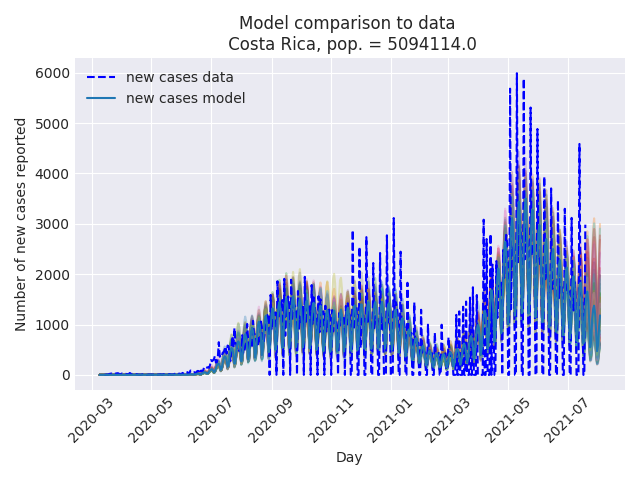 Model comparison to data
Costa Rica, pop. = 5094114.0
new cases data
new cases model
Number of new cases reported
6000
5000
4000
3000
2000
1000
0
2020-03
2020-05
2020-07
2020-09
2020-11
2021-01
2021-03
2021-05
2021-07
Day